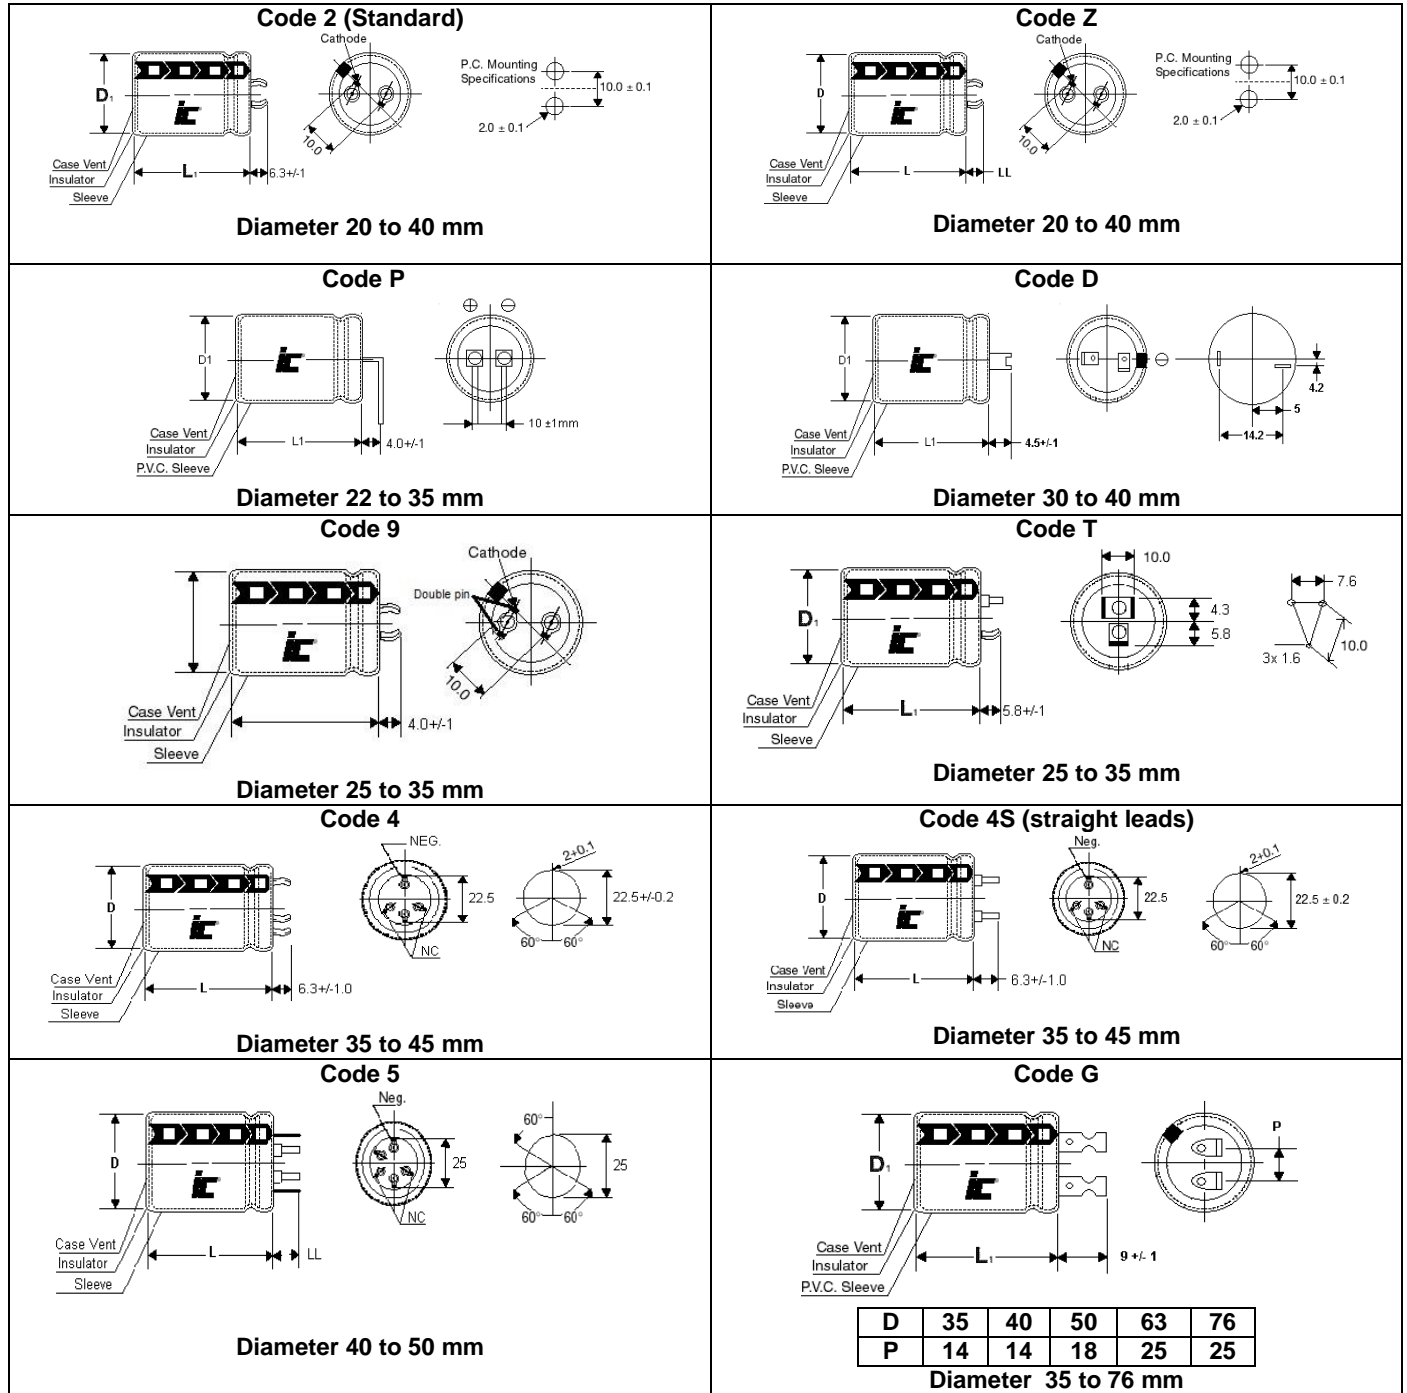 Code 2 (Standard)
Cathode
P.C. Mounting
Specifications
10.0 ± 0.1
2.0 ± 0.1
D1
10.0
Case Vent
Insulator
Sleeve
L1
6.3+/-1
ic
Diameter 20 to 40 mm
Code Z
Cathode
P.C. Mounting
Specifications
10.0 ± 0.1
2.0 ± 0.1
D
10.0
Case Vent
Insulator
Sleeve
L
LL
ic
Diameter 20 to 40 mm
Code P
D1
ic
Case Vent
Insulator
P.V.C. Sleeve
L1
4.0+/-1
10 ±1mm
Diameter 22 to 35 mm
Code D
D1
ic
Case Vent
Insulator
P.V.C. Sleeve
L1
4.5+/-1
4.2
5
14.2
Diameter 30 to 40 mm
Code 9
Cathode
Double pin
ic
10.0
Case Vent
Insulator
Sleeve
4.0+/-1
Diameter 25 to 35 mm
Code T
10.0
7.6
D1
4.3
5.8
10.0
3x 1.6
ic
Case Vent
Insulator
Sleeve
L1
5.8+/-1
Diameter 25 to 35 mm
Code 4
NEG.
2+0.1
D
22.5
22.5+/-0.2
ic
NC
60° 60°
Case Vent
Insulator
Sleeve
L
6.3+/-1.0
Diameter 35 to 45 mm
Code 4S (straight leads)
Neg.
2+0.1
D
22.5
22.5 ± 0.2
ic
NC
60° 60°
Case Vent
Insulator
Sleeve
L
6.3+/-1.0
Diameter 35 to 45 mm
Code 5
Neg.
60°
D
25
25
ic
NC
60° 60°
Case Vent
Insulator
Sleeve
L
LL
Diameter 40 to 50 mm
Code G
P
D1
ic
Case Vent
Insulator
P.V.C. Sleeve
L1
9 +/- 1
D 35 40 50 63 76
P 14 14 18 25 25
Diameter 35 to 76 mm